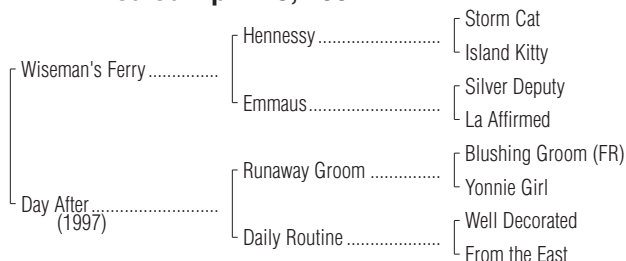 Storm Cat
Hennessy
Island Kitty
Wiseman's Ferry
Silver Deputy
Emmaus
La Affirmed
Blushing Groom (FR)
Runaway Groom
Yonnie Girl
Day After
(1997)
Well Decorated
Daily Routine
From the East